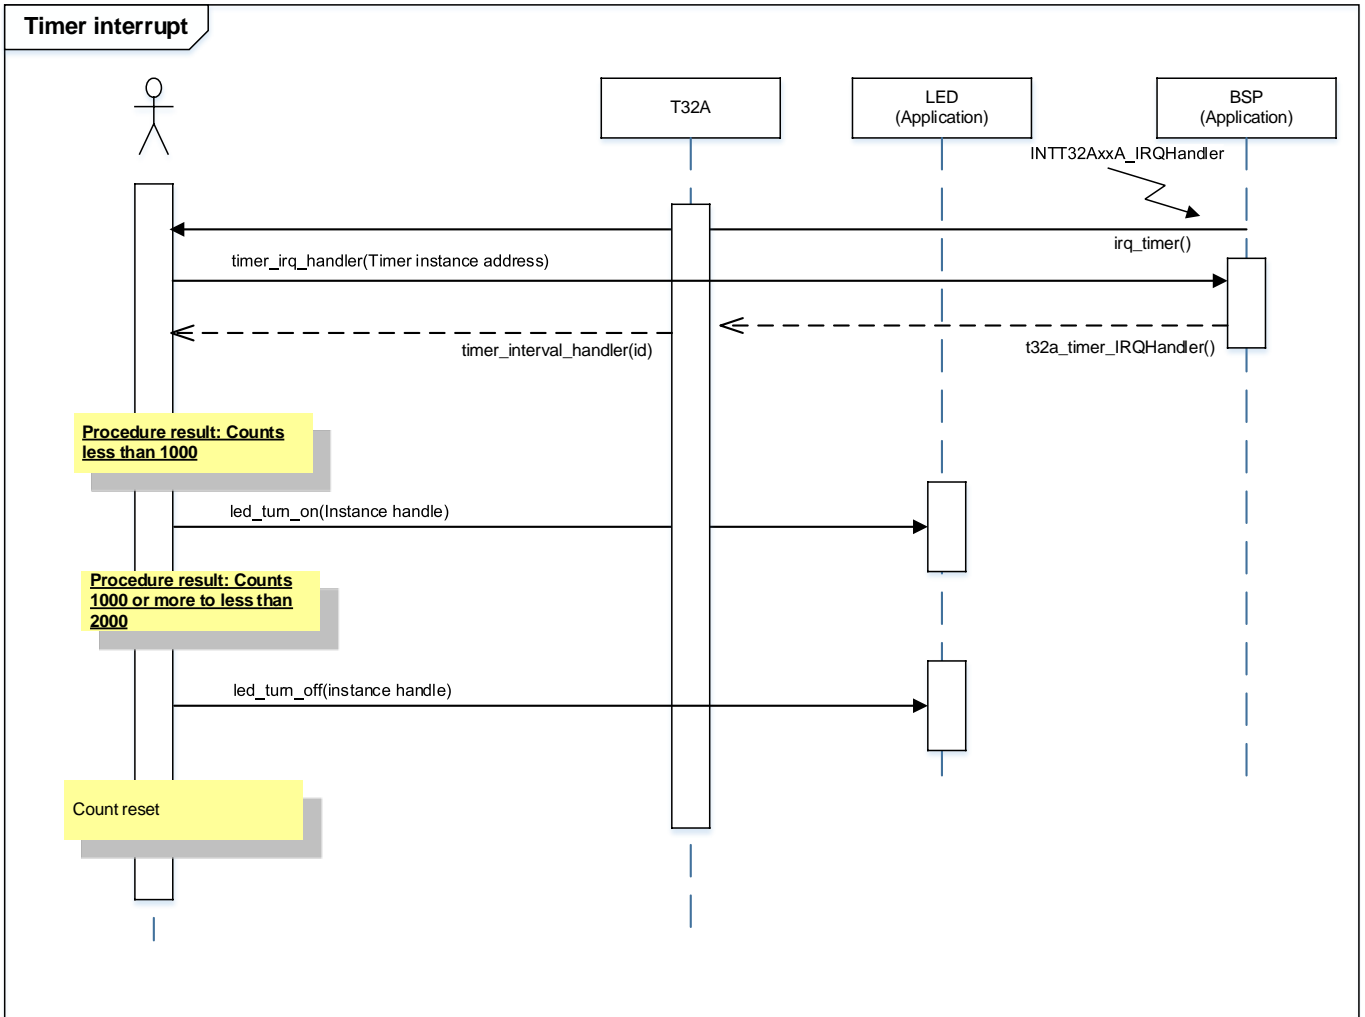 Timer interrupt
T32A
LED
(Application)
BSP
(Application)
INTT32AxxA_IRQHandler
irq_timer()
timer_irq_handler(Timer instance address)
timer_interval_handler(id)
t32a_timer_IRQHandler()
Procedure result: Counts
less than 1000
led_turn_on(Instance handle)
Procedure result: Counts
1000 or more to less than
2000
led_turn_off(instance handle)
Count reset